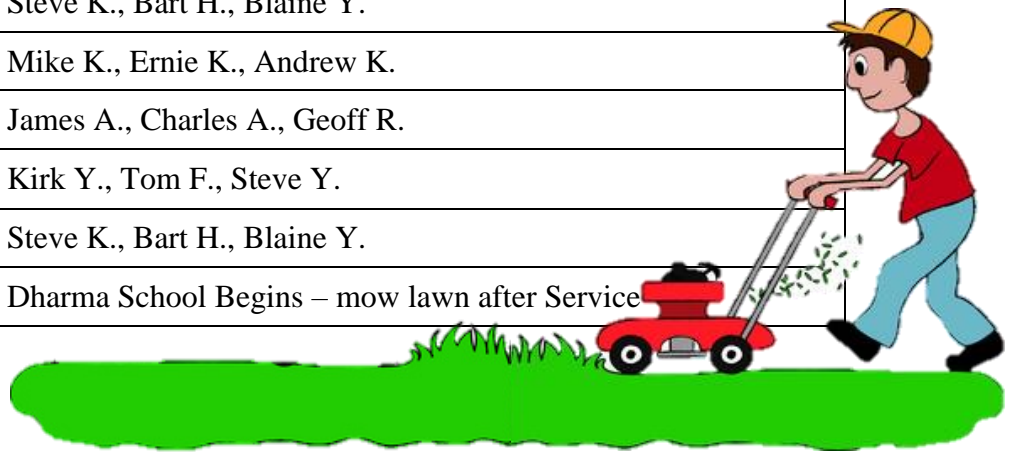 Steve K., Bart H., Blaine Y.
Mike K., Ernie K., Andrew K.
James A., Charles A., Geoff R.
Kirk Y., Tom F., Steve Y.
Steve K., Bart H., Blaine Y.
Dharma School Begins – mow lawn after Service